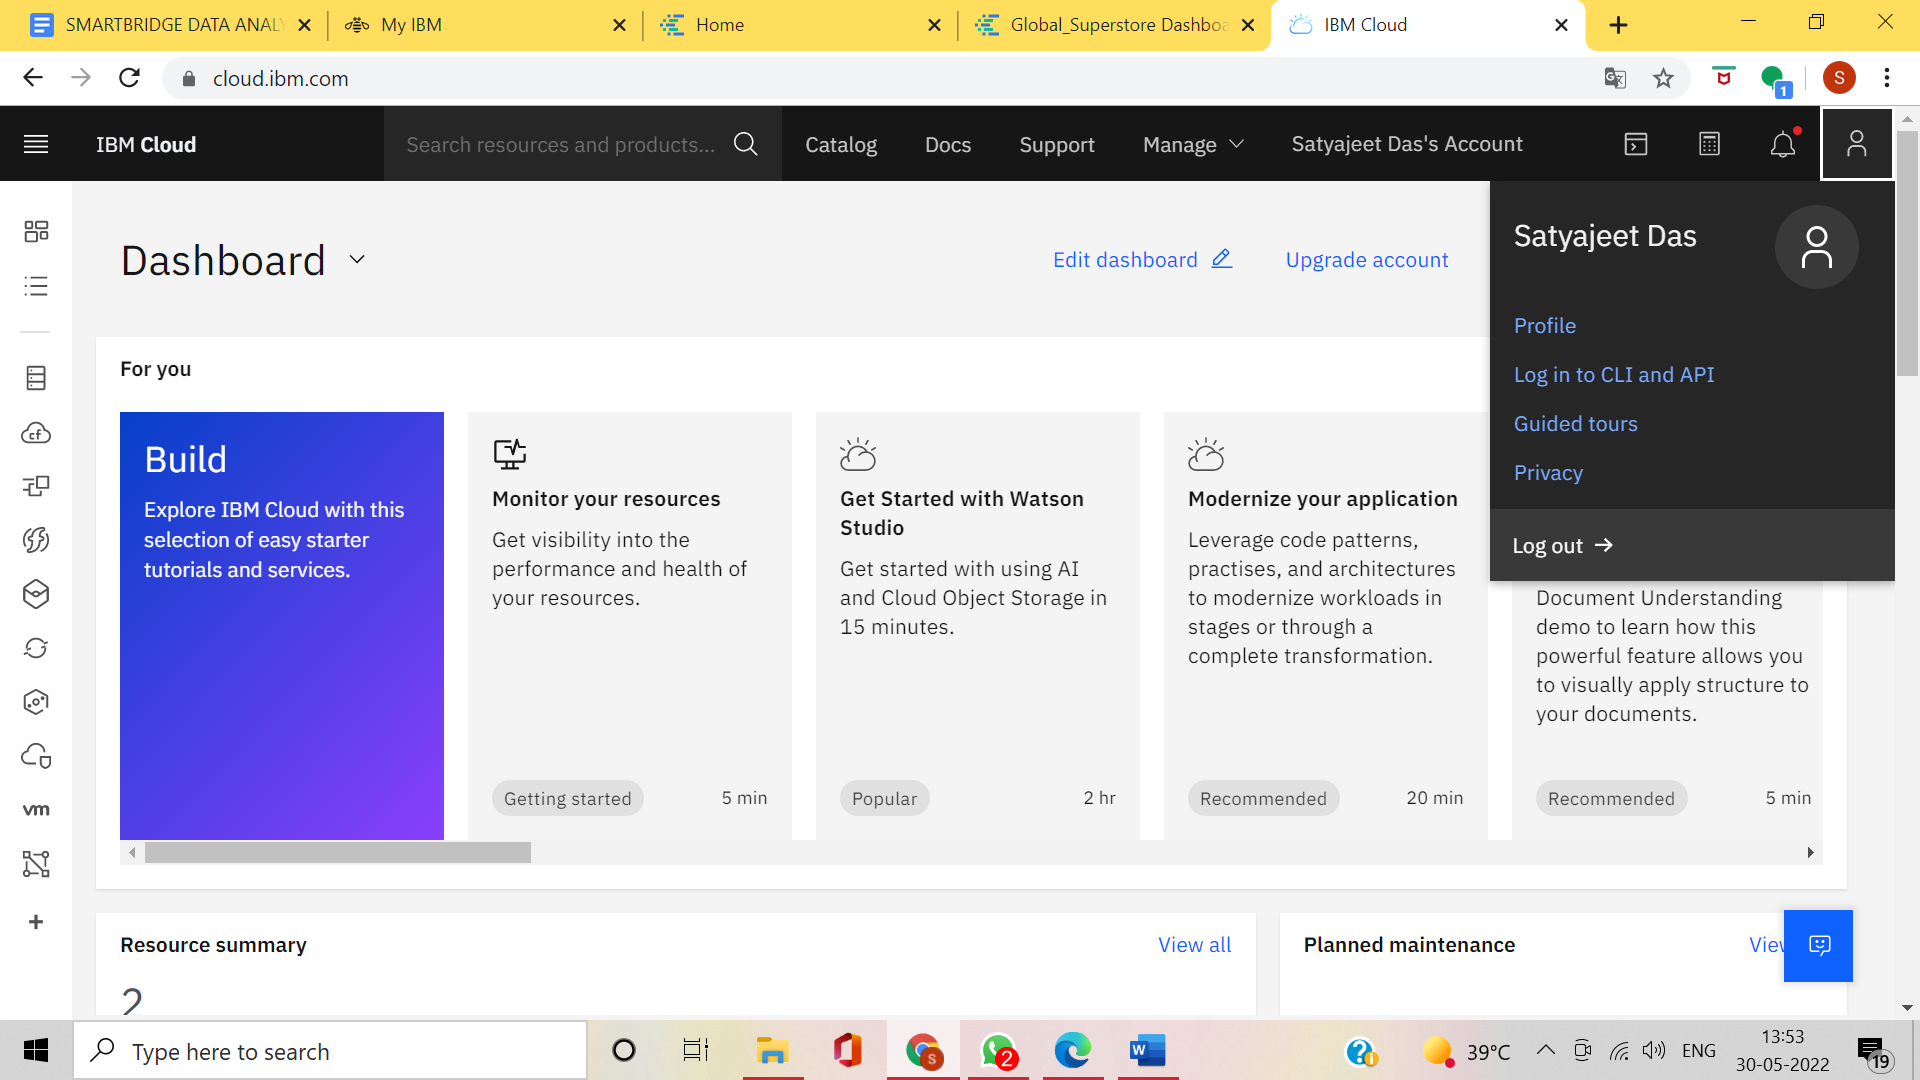 SMARTBRIDGE DATA ANAL
My IBM
Home
Global_Superstore Dashboa
IBM Cloud
cloud.ibm.com
S
1
IBM Cloud
Search resources and products...
Catalog
Docs
Support
Manage
Satyajeet Das's Account
Satyajeet Das
Profile
Log in to CLI and API
Guided tours
Privacy
Log out
Dashboard
Edit dashboard
Upgrade account
For you
Build
Explore IBM Cloud with this
selection of easy starter
tutorials and services.
Monitor your resources
Get visibility into the
performance and health of
your resources.
Getting started
5 min
Get Started with Watson
Studio
Get started with using AI
and Cloud Object Storage in
15 minutes.
Popular
2 hr
Modernize your application
Leverage code patterns,
practises, and architectures
to modernize workloads in
stages or through a
complete transformation.
Recommended
20 min
Document Understanding
demo to learn how this
powerful feature allows you
to visually apply structure to
your documents.
Recommended
5 min
cf
vm
Resource summary
View all
2
Planned maintenance
View
Type here to search
S
2
W
39°C
ENG
13:53
30-05-2022
19